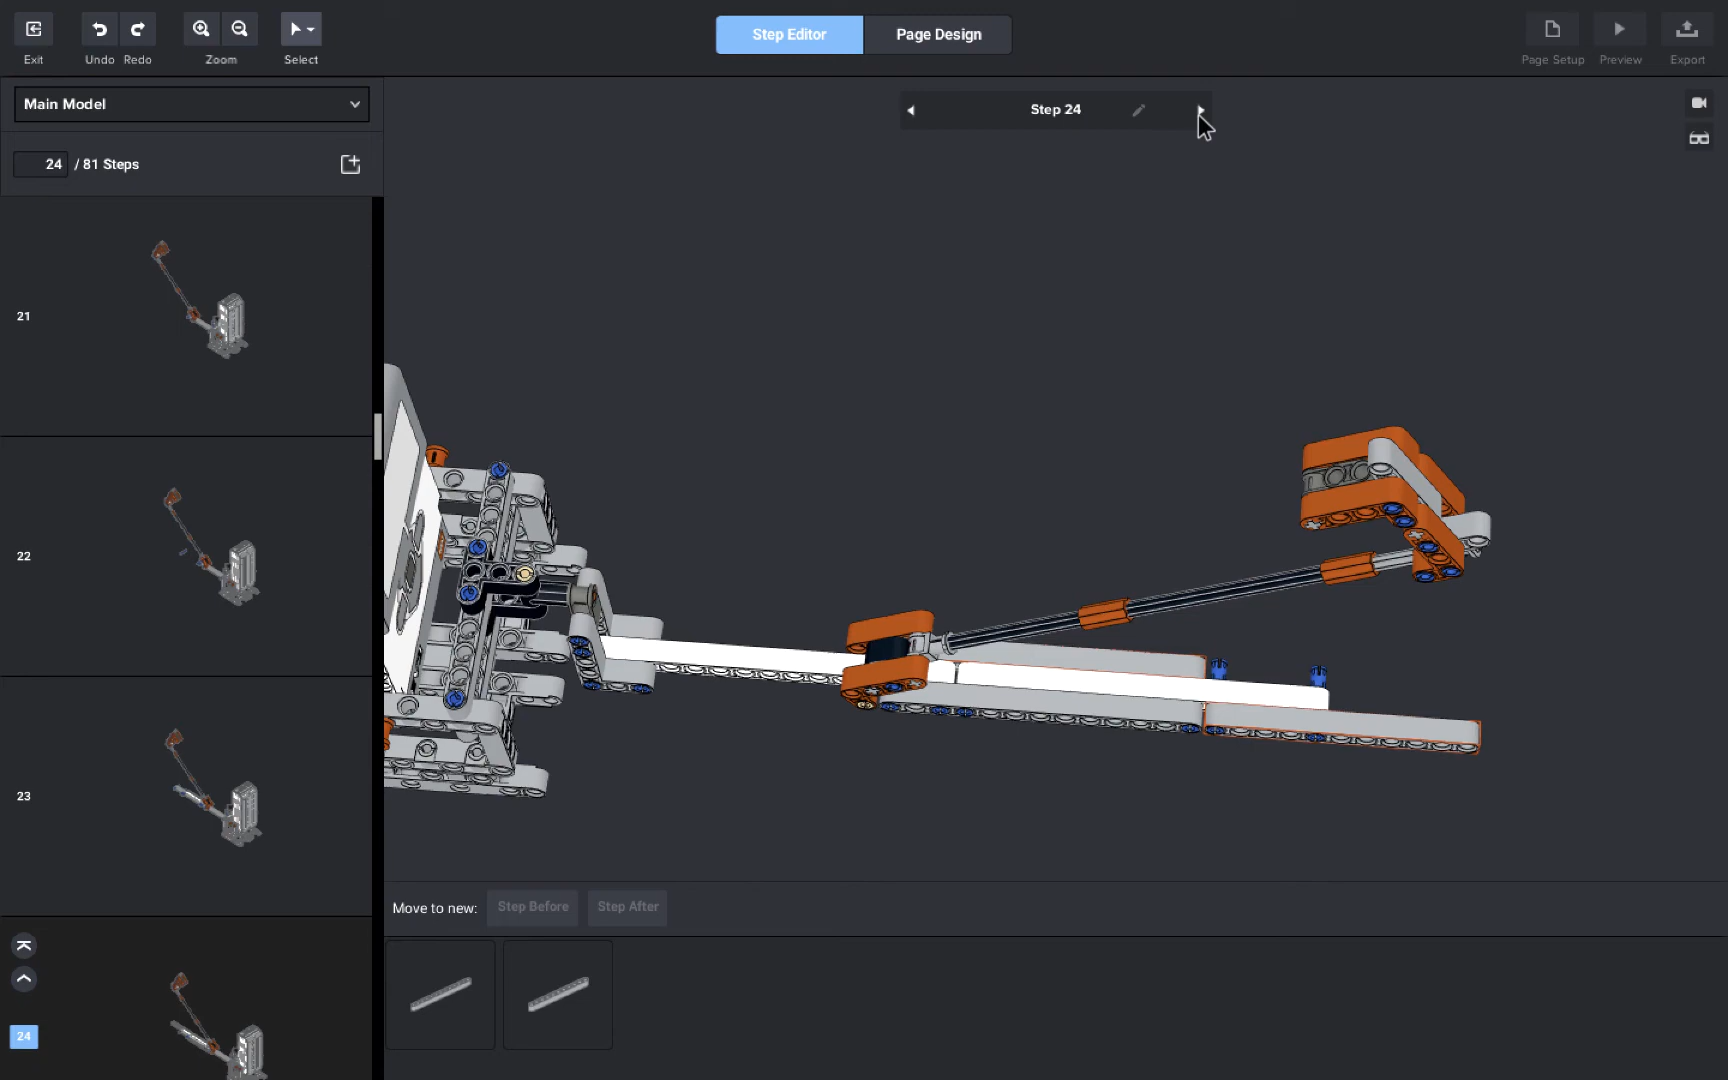 Exit
Undo
Redo
Zoom
Select
Step Editor
Page Design
Page Setup
Preview
Export
Main Model
24 / 81 Steps
Step 24
21
22
23
24
Move to new:
Step Before
Step After